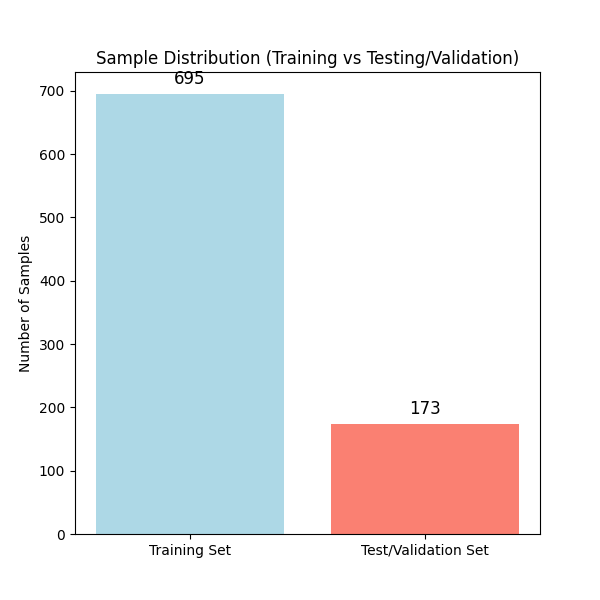 Sample Distribution (Training vs Testing/Validation)
695
173
700
600
500
400
300
200
100
0
Number of Samples
Training Set
Test/Validation Set